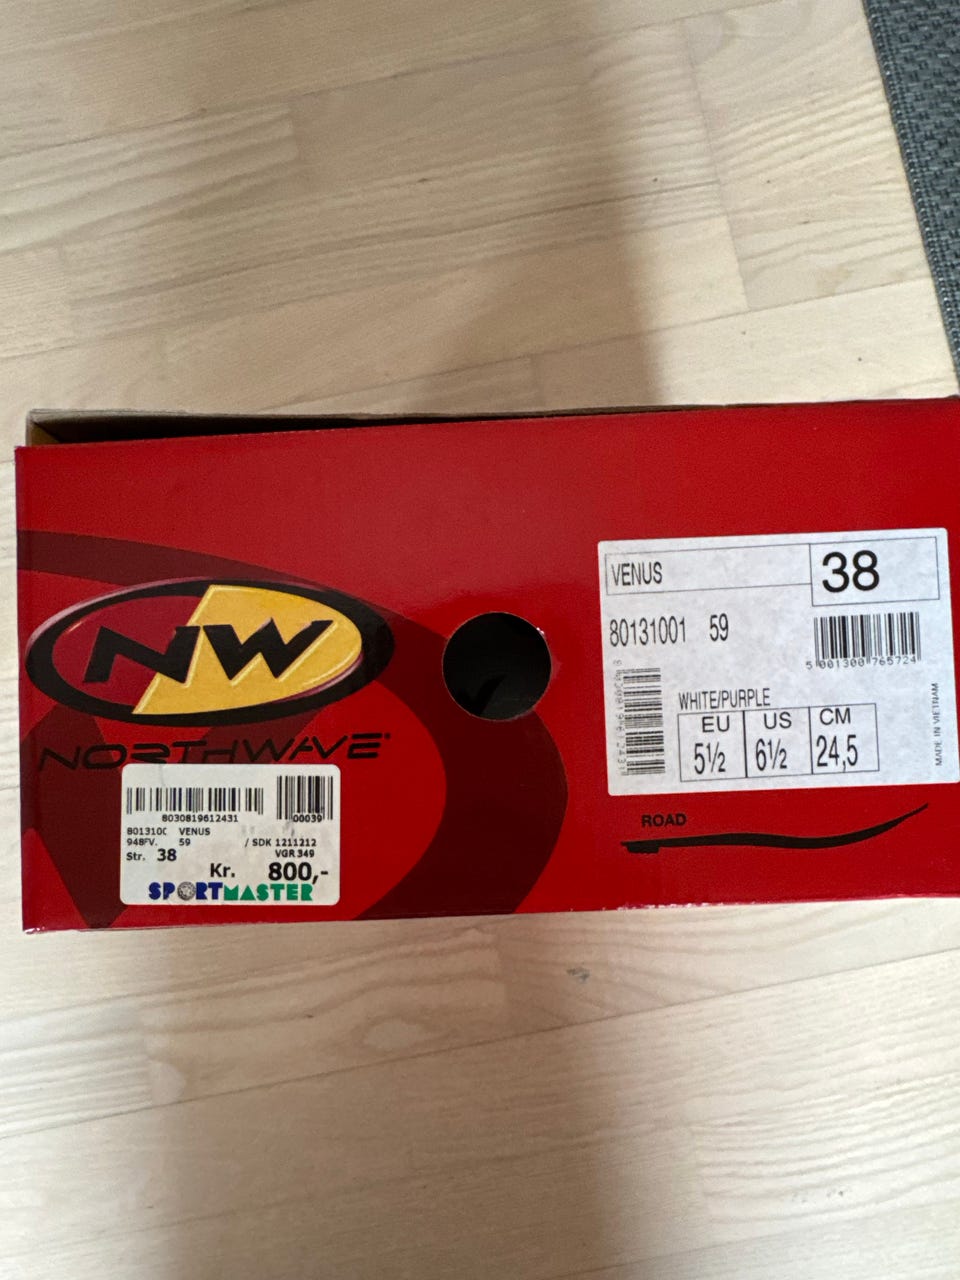 NW
NORTHWAVE®
8030819612431
00039
801310C VENUS
948FV. 59 / SDK 1211212
Str. 38 VGR 349
Kr. 800,-
SPORTMASTER
VENUS 38
80131001 59
5 001300 765724
WHITE/PURPLE
EU US CM
5½ 6½ 24,5
MADE IN VIETNAM
ROAD